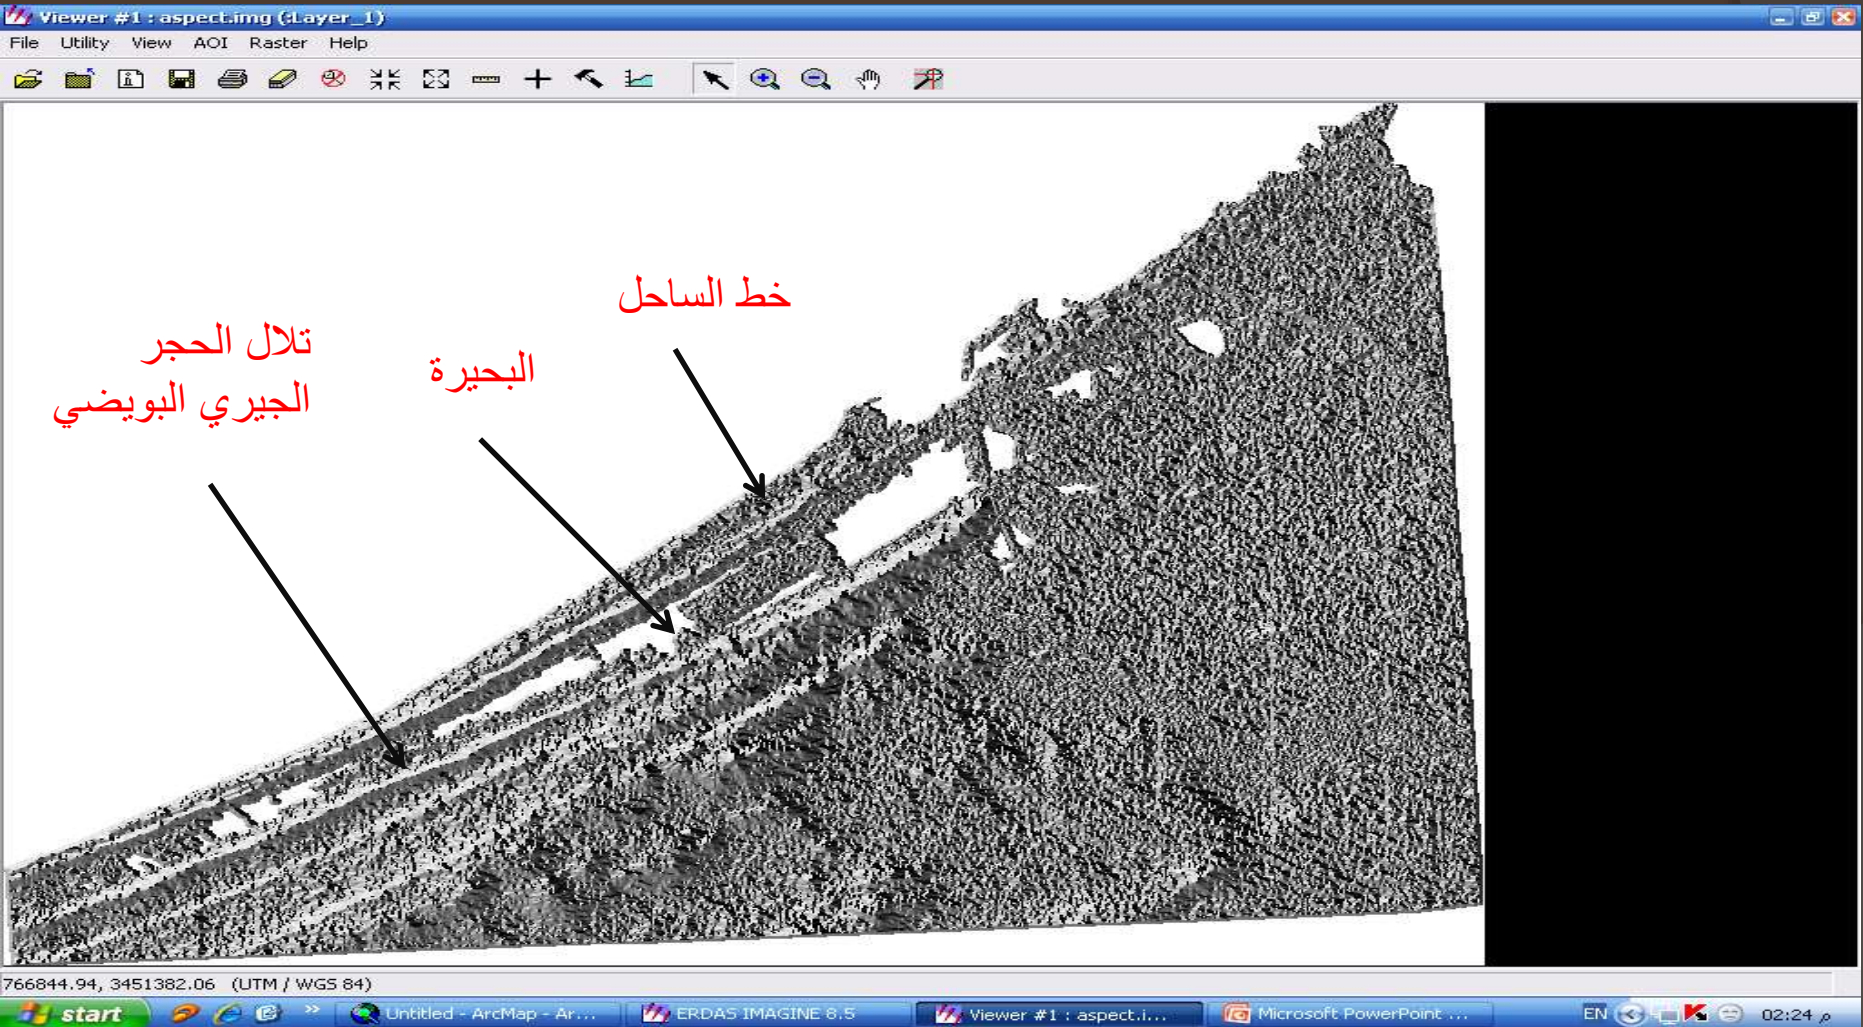 Viewer #1 : aspect.img (:Layer_1)
File Utility View AOI Raster Help
خط الساحل
تلال الحجر
الجيري البويضي
البحيرة
766844.94, 3451382.06 (UTM / WGS 84)
start
Untitled - ArcMap - Ar...
ERDAS IMAGINE 8.5
Viewer #1 : aspect.i...
Microsoft PowerPoint ...
EN
02:24 م